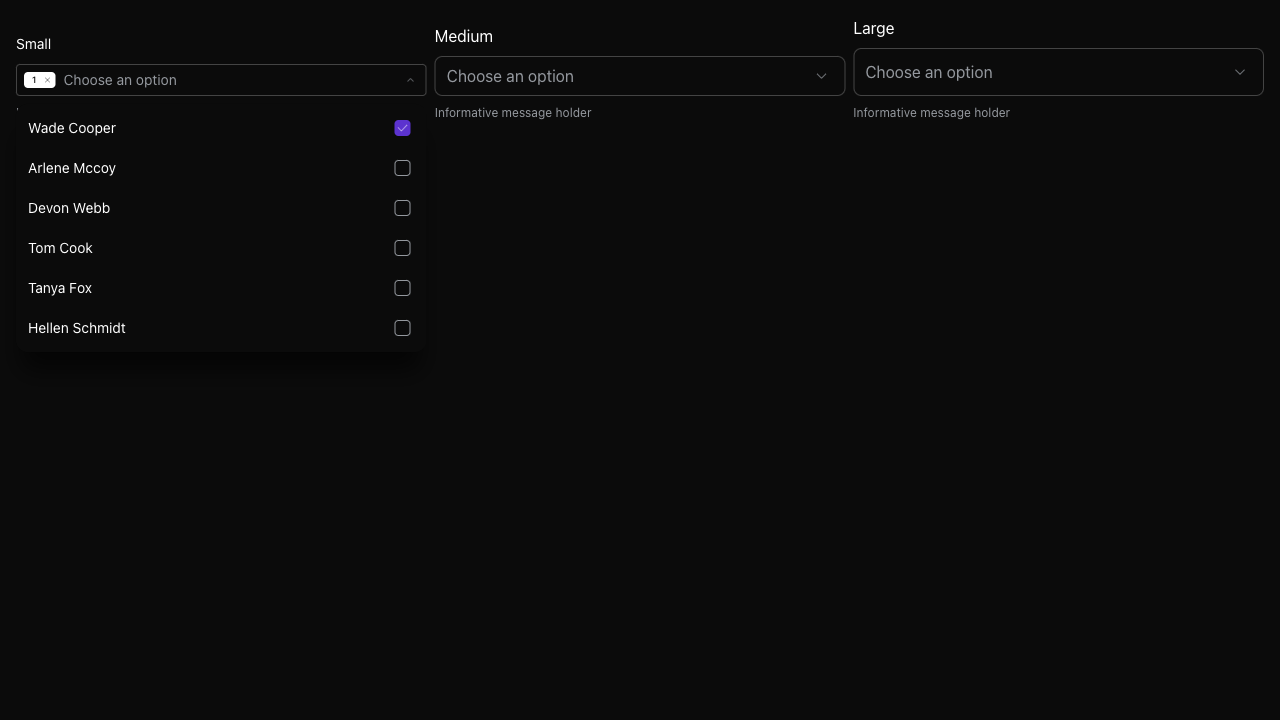 Small
1 Choose an option
Wade Cooper
Arlene Mccoy
Devon Webb
Tom Cook
Tanya Fox
Hellen Schmidt
Medium
Choose an option
Informative message holder
Large
Choose an option
Informative message holder